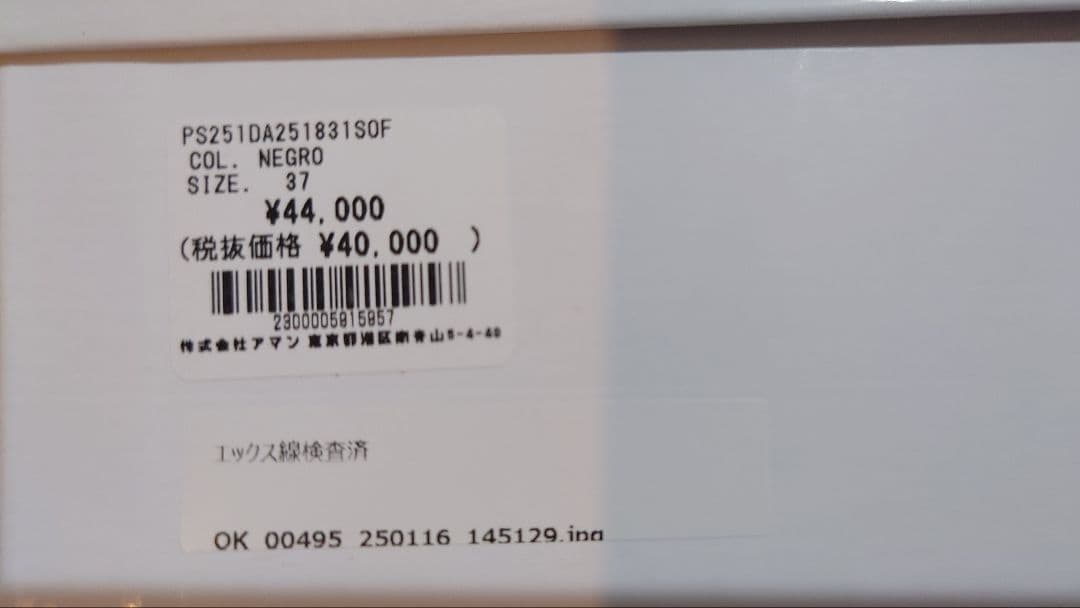 PS251DA251831SOF
COL. NEGRO
SIZE. 37
¥44,000
(税抜価格 ¥40,000 )
2300005815857
株式会社アマン 東京都港区南青山5-4-40
エックス線検査済
OK 00495 250116 145129.jpg